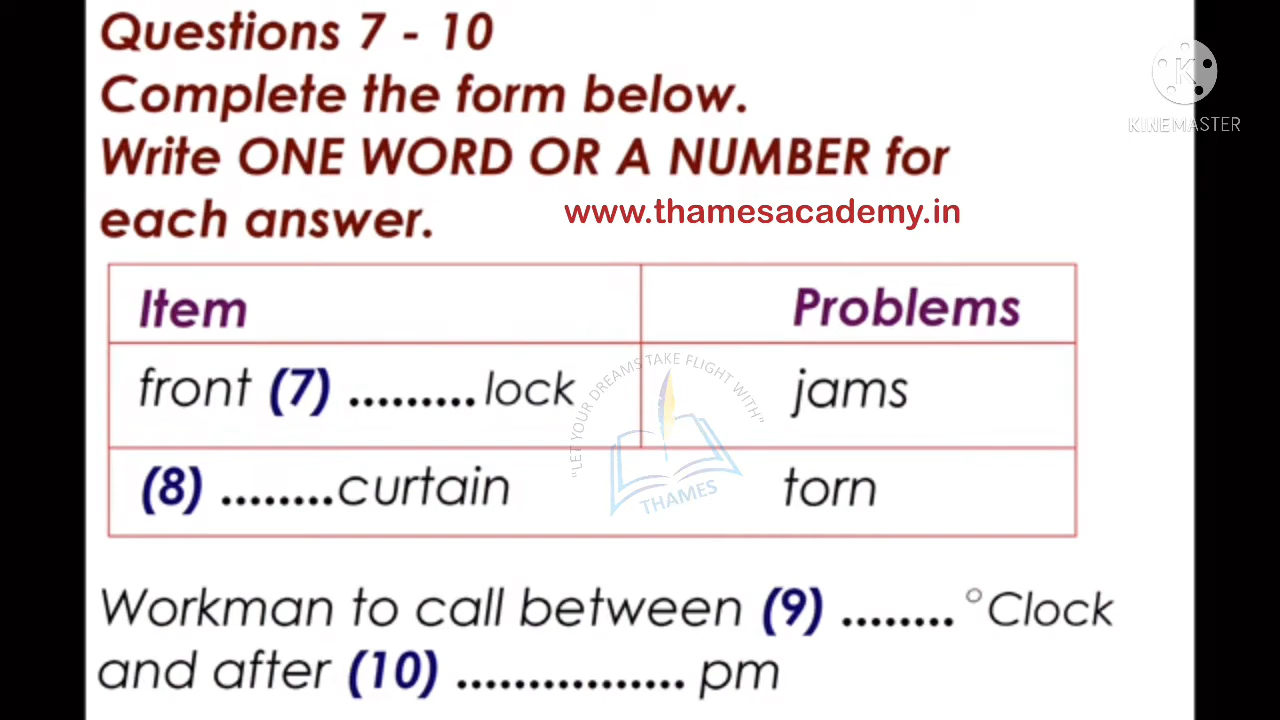 Questions 7 - 10
Complete the form below.
Write ONE WORD OR A NUMBER for
each answer.
www.thamesacademy.in
KINEMASTER
Item Problems
front (7) ......... lock jams
(8) ........curtain torn
"LET YOUR DREAMS TAKE FLIGHT WITH"
THAMES
Workman to call between (9) ........ °Clock
and after (10) ................ pm